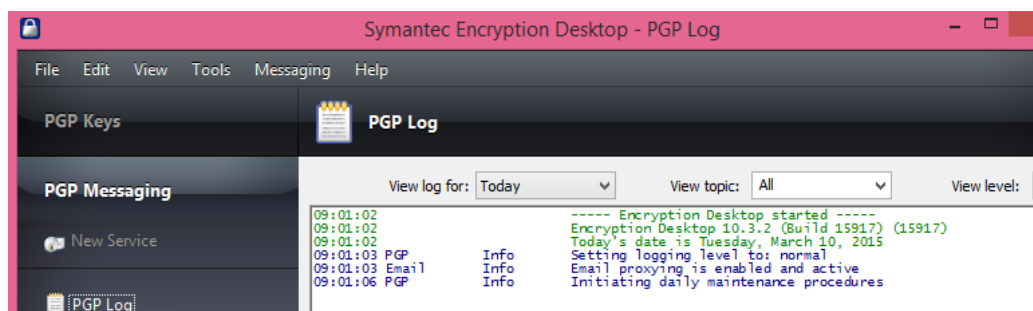 Symantec Encryption Desktop - PGP Log
File Edit View Tools Messaging Help
PGP Keys
PGP Log
PGP Messaging
View log for: Today View topic: All View level:
New Service
09:01:02 ----- Encryption Desktop started -----
09:01:02 Encryption Desktop 10.3.2 (Build 15917) (15917)
09:01:02 Today's date is Tuesday, March 10, 2015
09:01:03 PGP Info Setting logging level to: normal
09:01:03 Email Info Email proxying is enabled and active
09:01:06 PGP Info Initiating daily maintenance procedures
PGP Log